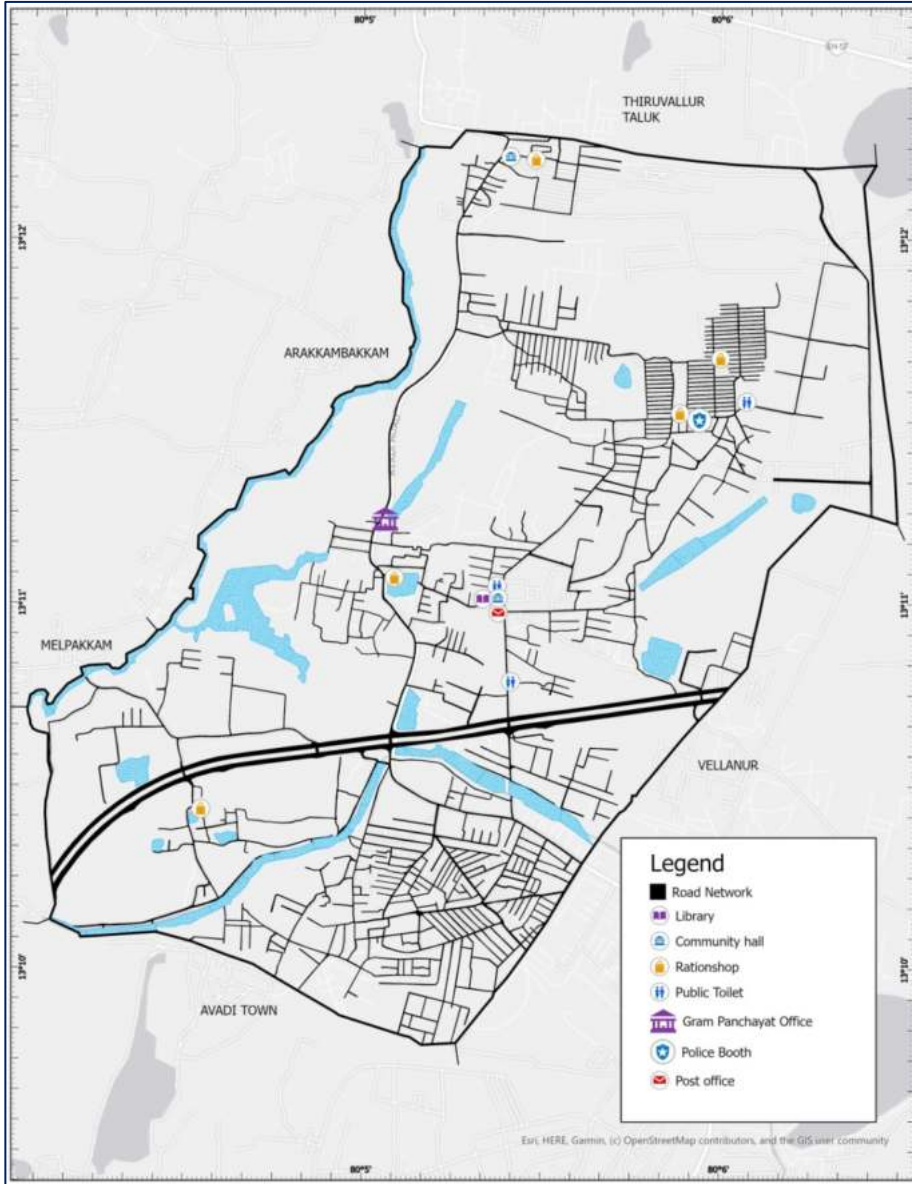 80°5'
80°6'
SH-57
THIRUVALLUR
TALUK
13°12'
13°12'
ARAKKAMBAKKAM
13°11'
13°11'
MELPAKKAM
VELLANUR
Legend
Road Network
Library
Community hall
Rationshop
Public Toilet
Gram Panchayat Office
Police Booth
Post office
13°10'
13°10'
AVADI TOWN
Esri, HERE, Garmin, (c) OpenStreetMap contributors, and the GIS user community
80°5'
80°6'